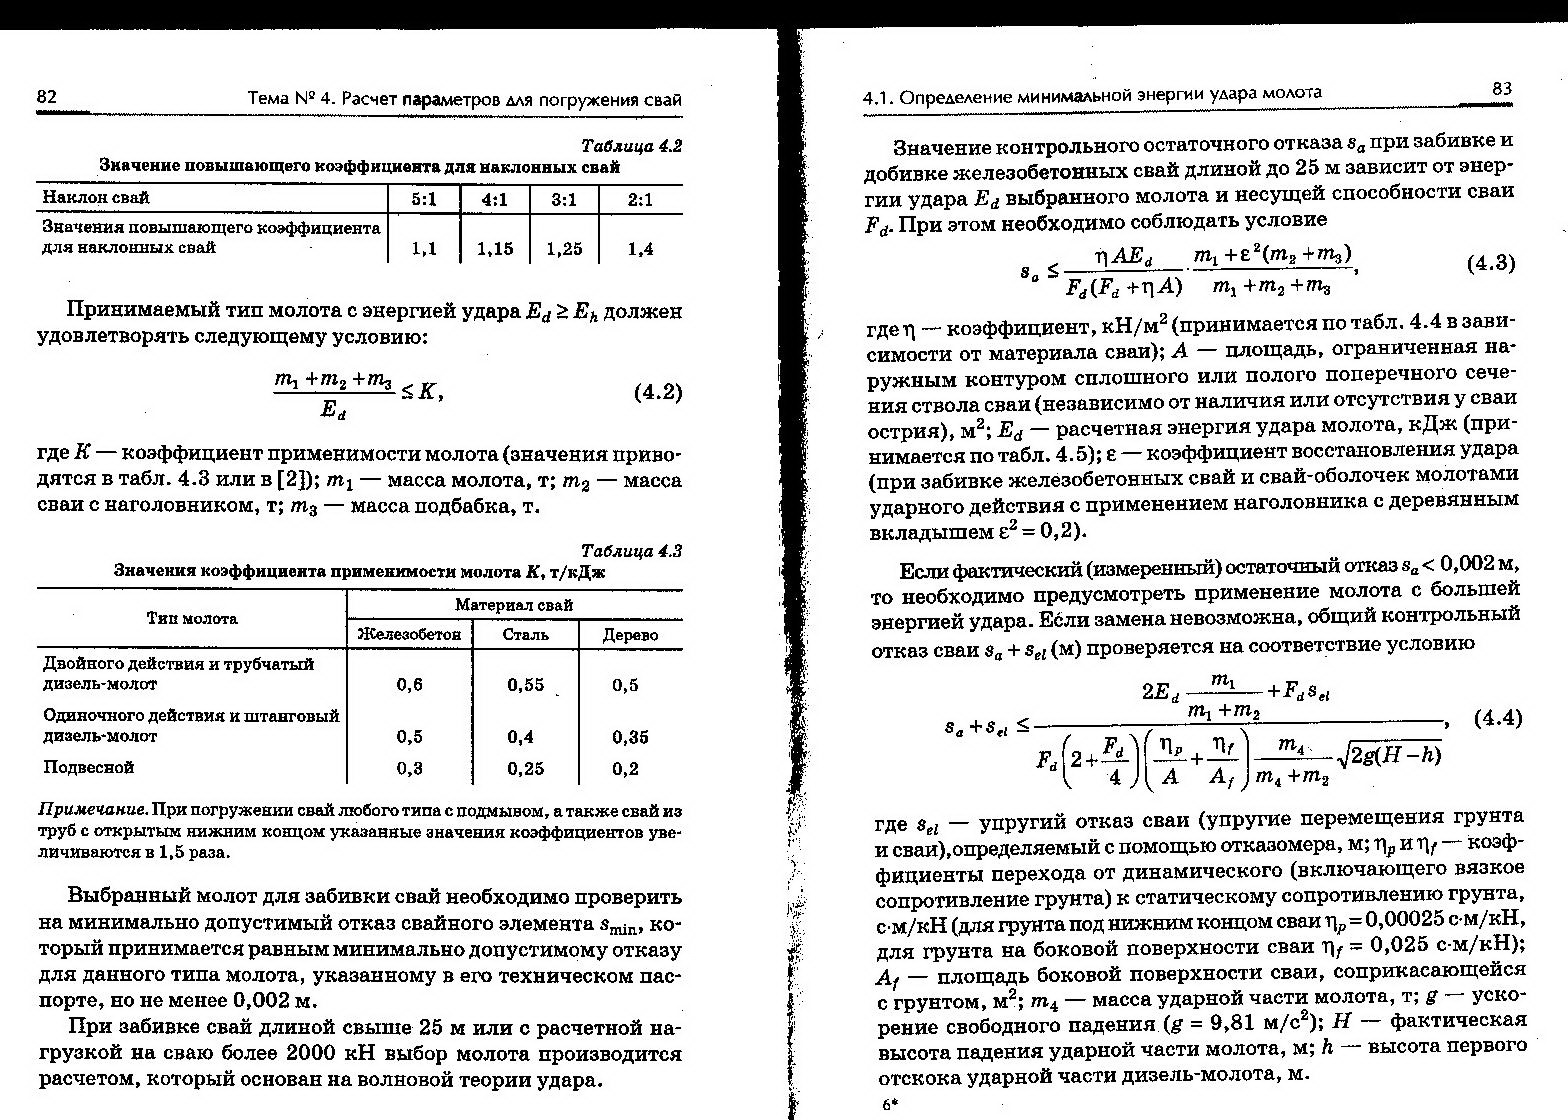 82
Тема № 4. Расчет параметров для погружения свай
Таблица 4.2
Значение повышающего коэффициента для наклонных свай
Наклон свай 5:1 4:1 3:1 2:1
Значения повышающего коэффициента
для наклонных свай 1,1 1,15 1,25 1,4
Принимаемый тип молота с энергией удара E_d ≥ E_h должен
удовлетворять следующему условию:
(m₁ + m₂ + m₃) / E_d ≤ K, (4.2)
где K — коэффициент применимости молота (значения приво-
дятся в табл. 4.3 или в [2]); m₁ — масса молота, т; m₂ — масса
сваи с наголовником, т; m₃ — масса подбабка, т.
Таблица 4.3
Значения коэффициента применимости молота K, т/кДж
Тип молота Материал свай
Железобетон Сталь Дерево
Двойного действия и трубчатый
дизель-молот 0,6 0,55 0,5
Одиночного действия и штанговый
дизель-молот 0,5 0,4 0,35
Подвесной 0,3 0,25 0,2
Примечание. При погружении свай любого типа с подмывом, а также свай из
труб с открытым нижним концом указанные значения коэффициентов уве-
личиваются в 1,5 раза.
Выбранный молот для забивки свай необходимо проверить
на минимально допустимый отказ свайного элемента s_min, ко-
торый принимается равным минимально допустимому отказу
для данного типа молота, указанному в его техническом пас-
порте, но не менее 0,002 м.
При забивке свай длиной свыше 25 м или с расчетной на-
грузкой на сваю более 2000 кН выбор молота производится
расчетом, который основан на волновой теории удара.
4.1. Определение минимальной энергии удара молота
83
Значение контрольного остаточного отказа s_a при забивке и
добивке железобетонных свай длиной до 25 м зависит от энер-
гии удара E_d выбранного молота и несущей способности сваи
F_d. При этом необходимо соблюдать условие
s_a ≤ ηAE_d / (F_d(F_d + ηA)) · (m₁ + ε²(m₂ + m₃)) / (m₁ + m₂ + m₃), (4.3)
где η — коэффициент, кН/м² (принимается по табл. 4.4 в зави-
симости от материала сваи); A — площадь, ограниченная на-
ружным контуром сплошного или полого поперечного сече-
ния ствола сваи (независимо от наличия или отсутствия у сваи
острия), м²; E_d — расчетная энергия удара молота, кДж (при-
нимается по табл. 4.5); ε — коэффициент восстановления удара
(при забивке железобетонных свай и свай-оболочек молотами
ударного действия с применением наголовника с деревянным
вкладышем ε² = 0,2).
Если фактический (измеренный) остаточный отказ s_a < 0,002 м,
то необходимо предусмотреть применение молота с большей
энергией удара. Если замена невозможна, общий контрольный
отказ сваи s_a + s_el (м) проверяется на соответствие условию
s_a + s_el ≤ (2E_d m₁/(m₁ + m₂) + F_d s_el) / (F_d(2 + F_d/4)(η_p/A + η_f/A_f) m₄/(m₄ + m₂) √(2g(H − h))), (4.4)
где s_el — упругий отказ сваи (упругие перемещения грунта
и сваи),определяемый с помощью отказомера, м; η_p и η_f — коэф-
фициенты перехода от динамического (включающего вязкое
сопротивление грунта) к статическому сопротивлению грунта,
с·м/кН (для грунта под нижним концом сваи η_p = 0,00025 с·м/кН,
для грунта на боковой поверхности сваи η_f = 0,025 с·м/кН);
A_f — площадь боковой поверхности сваи, соприкасающейся
с грунтом, м²; m₄ — масса ударной части молота, т; g — уско-
рение свободного падения (g = 9,81 м/с²); H — фактическая
высота падения ударной части молота, м; h — высота первого
отскока ударной части дизель-молота, м.
6*